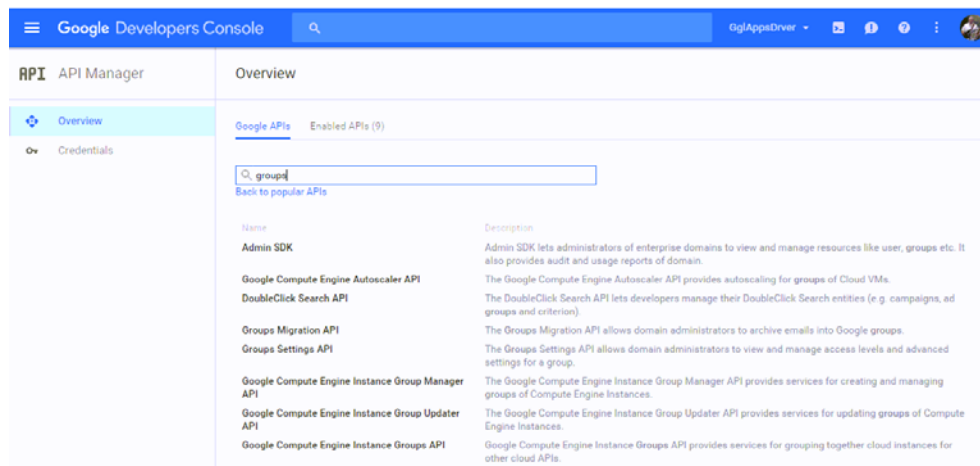 Google Developers Console
GglAppsDrver
API API Manager
Overview
Overview
Credentials
Google APIs Enabled APIs (9)
groups
Back to popular APIs
Name Description
Admin SDK Admin SDK lets administrators of enterprise domains to view and manage resources like user, groups etc. It
also provides audit and usage reports of domain.
Google Compute Engine Autoscaler API The Google Compute Engine Autoscaler API provides autoscaling for groups of Cloud VMs.
DoubleClick Search API The DoubleClick Search API lets developers manage their DoubleClick Search entities (e.g. campaigns, ad
groups and criterion).
Groups Migration API The Groups Migration API allows domain administrators to archive emails into Google groups.
Groups Settings API The Groups Settings API allows domain administrators to view and manage access levels and advanced
settings for a group.
Google Compute Engine Instance Group Manager The Google Compute Engine Instance Group Manager API provides services for creating and managing
API groups of Compute Engine Instances.
Google Compute Engine Instance Group Updater The Google Compute Engine Instance Group Updater API provides services for updating groups of Compute
API Engine Instances.
Google Compute Engine Instance Groups API Google Compute Engine Instance Groups API provides services for grouping together cloud instances for
other cloud APIs.